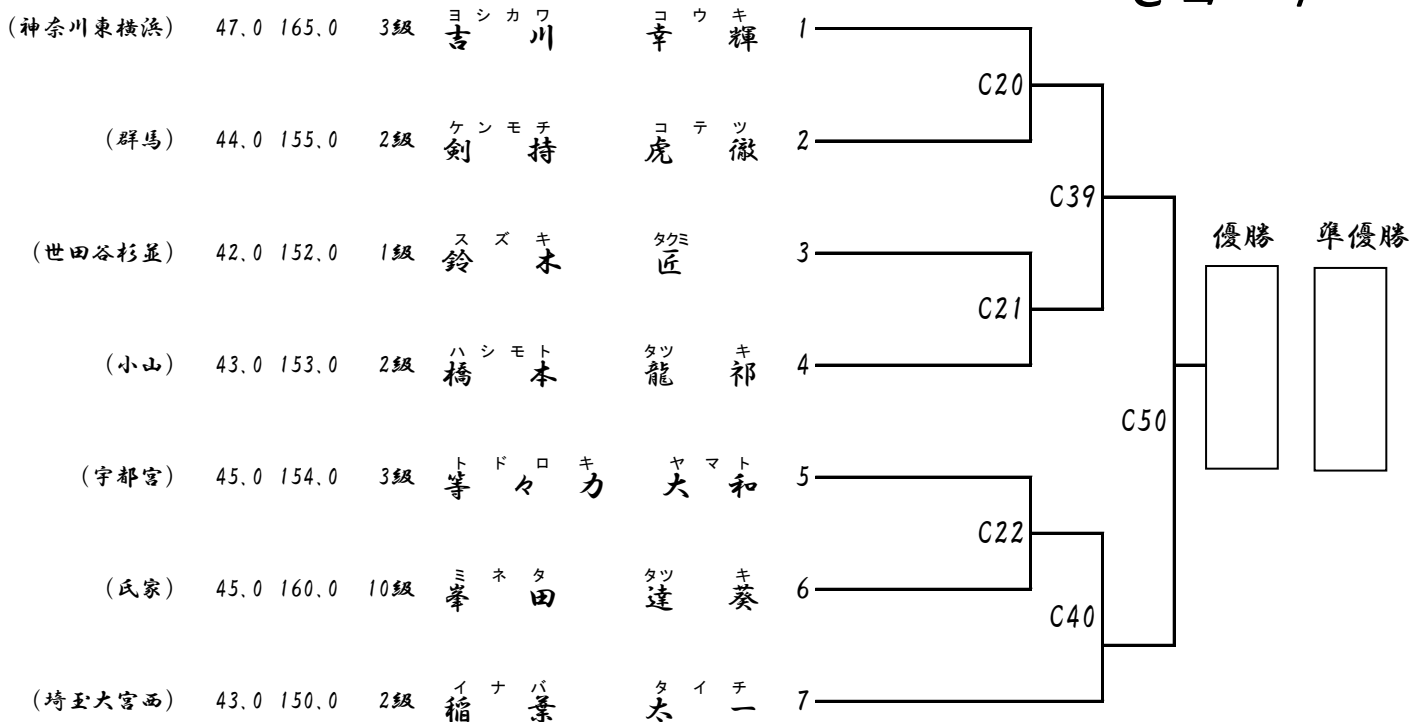 ヨシカワ コウキ
(神奈川東横浜) 47.0 165.0 3級 吉川 幸輝 1
C20
ケンモチ コテツ
(群馬) 44.0 155.0 2級 剣持 虎徹 2
C39
スズキ タクミ
(世田谷杉並) 42.0 152.0 1級 鈴木 匠 3
優勝 準優勝
C21
ハシモト タツキ
(小山) 43.0 153.0 2級 橋本 龍祁 4
C50
トドロキ ヤマト
(宇都宮) 45.0 154.0 3級 等々力 大和 5
C22
ミネタ タツキ
(氏家) 45.0 160.0 10級 峯田 達葵 6
C40
イナバ タイチ
(埼玉大宮西) 43.0 150.0 2級 稲葉 太一 7